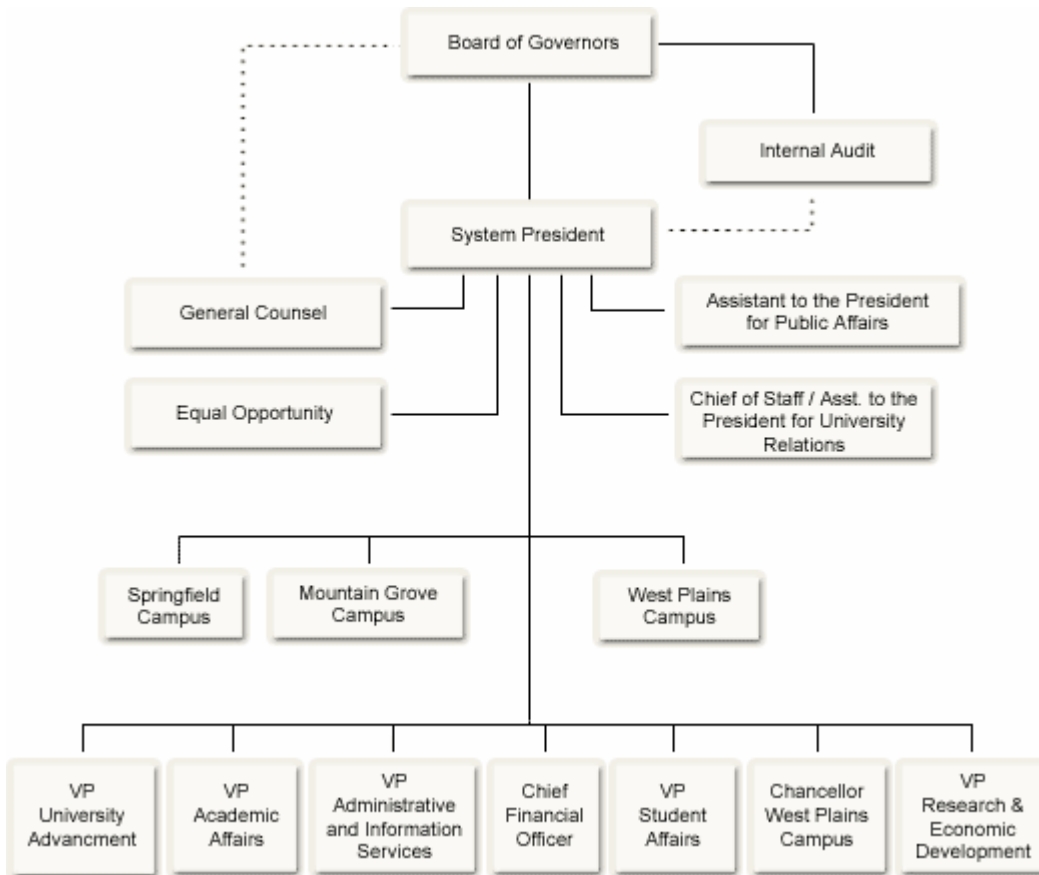 Board of Governors
Internal Audit
System President
General Counsel
Assistant to the President
for Public Affairs
Equal Opportunity
Chief of Staff / Asst. to the
President for University
Relations
Springfield
Campus
Mountain Grove
Campus
West Plains
Campus
VP
University
Advancment
VP
Academic
Affairs
VP
Administrative
and Information
Services
Chief
Financial
Officer
VP
Student
Affairs
Chancellor
West Plains
Campus
VP
Research &
Economic
Development